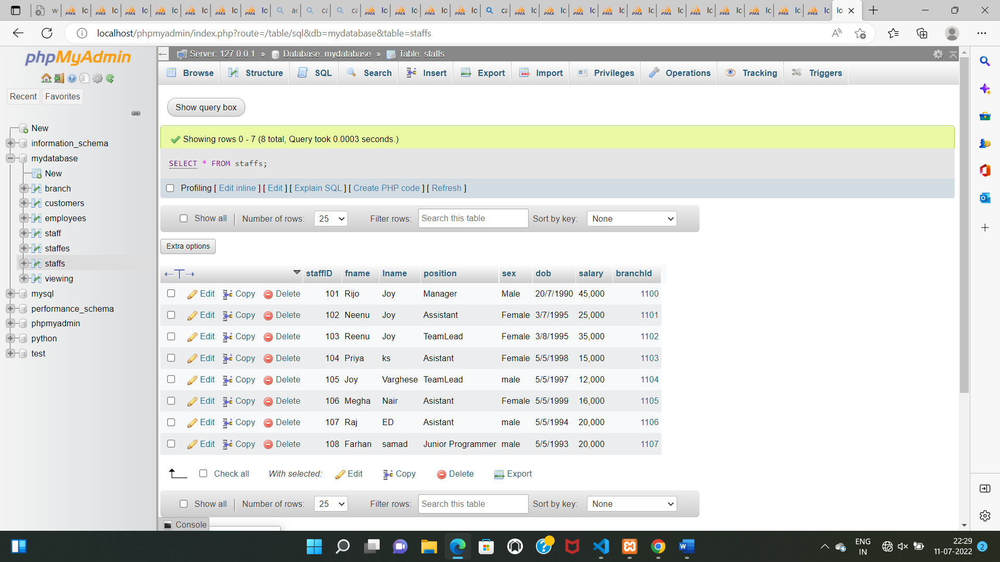 localhost/phpmyadmin/index.php?route=/table/sql&db=mydatabase&table=staffs
phpMyAdmin
Recent Favorites
New
information_schema
mydatabase
New
branch
customers
employees
staff
staffes
staffs
viewing
mysql
performance_schema
phpmyadmin
python
test
Server: 127.0.0.1 » Database: mydatabase » Table: staffs
Browse Structure SQL Search Insert Export Import Privileges Operations Tracking Triggers
Show query box
Showing rows 0 - 7 (8 total, Query took 0.0003 seconds.)
SELECT * FROM staffs;
Profiling [ Edit inline ] [ Edit ] [ Explain SQL ] [ Create PHP code ] [ Refresh ]
Show all Number of rows: 25 Filter rows: Search this table Sort by key: None
Extra options
staffID fname lname position sex dob salary branchId
Edit Copy Delete 101 Rijo Joy Manager Male 20/7/1990 45,000 1100
Edit Copy Delete 102 Neenu Joy Assistant Female 3/7/1995 25,000 1101
Edit Copy Delete 103 Reenu Joy TeamLead Female 3/8/1995 35,000 1102
Edit Copy Delete 104 Priya ks Asistant Female 5/5/1998 15,000 1103
Edit Copy Delete 105 Joy Varghese TeamLead male 5/5/1997 12,000 1104
Edit Copy Delete 106 Megha Nair Asistant Female 5/5/1999 16,000 1105
Edit Copy Delete 107 Raj ED Asistant male 5/5/1994 20,000 1106
Edit Copy Delete 108 Farhan samad Junior Programmer male 5/5/1993 20,000 1107
Check all With selected: Edit Copy Delete Export
Show all Number of rows: 25 Filter rows: Search this table Sort by key: None
Console
ENG
IN
22:29
11-07-2022
2